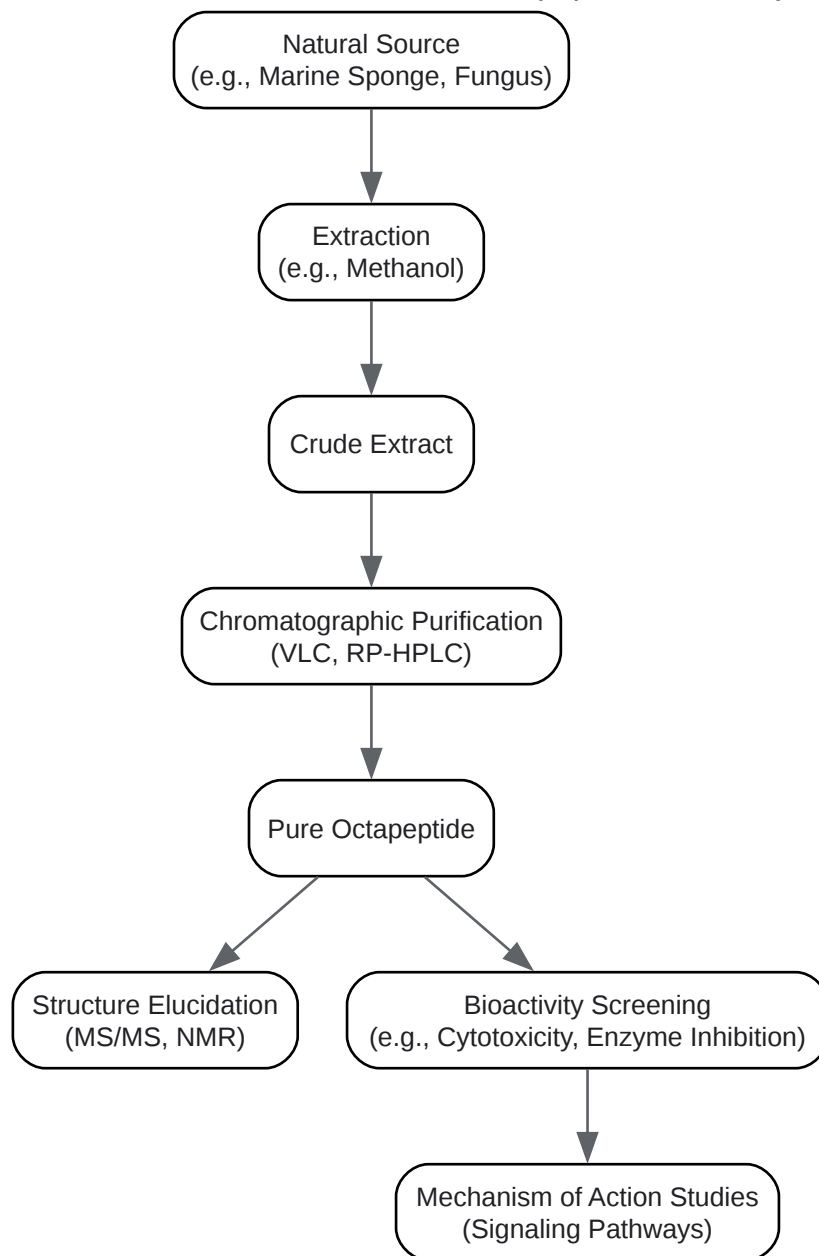 Natural Source
(e.g., Marine Sponge, Fungus)
Extraction
(e.g., Methanol)
Crude Extract
Chromatographic Purification
(VLC, RP-HPLC)
Pure Octapeptide
Structure Elucidation
(MS/MS, NMR)
Bioactivity Screening
(e.g., Cytotoxicity, Enzyme Inhibition)
Mechanism of Action Studies
(Signaling Pathways)